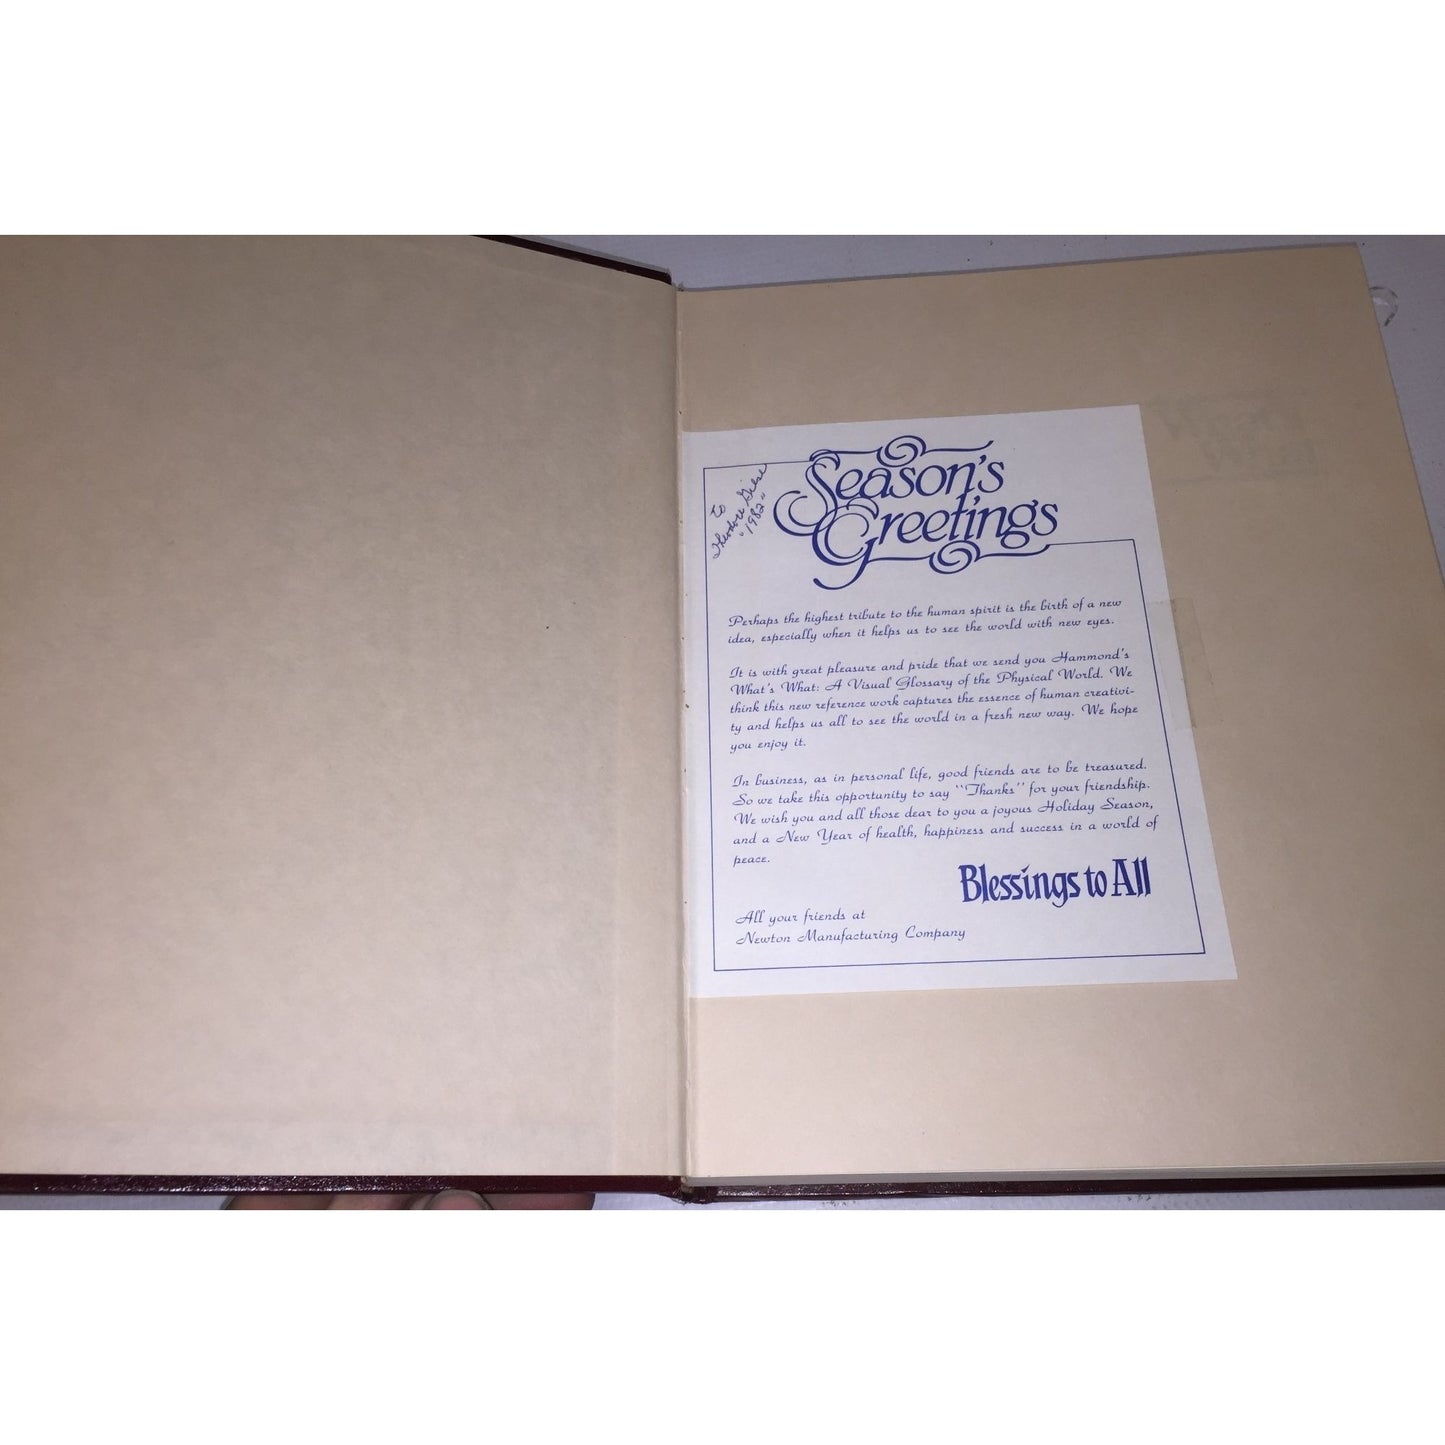 To
Theodore Giese
"1982"
Season's
Greetings
Perhaps the highest tribute to the human spirit is the birth of a new
idea, especially when it helps us to see the world with new eyes.
It is with great pleasure and pride that we send you Hammond's
What's What: A Visual Glossary of the Physical World. We
think this new reference work captures the essence of human creativi-
ty and helps us all to see the world in a fresh new way. We hope
you enjoy it.
In business, as in personal life, good friends are to be treasured.
So we take this opportunity to say "Thanks" for your friendship.
We wish you and all those dear to you a joyous Holiday Season,
and a New Year of health, happiness and success in a world of
peace.
Blessings to All
All your friends at
Newton Manufacturing Company